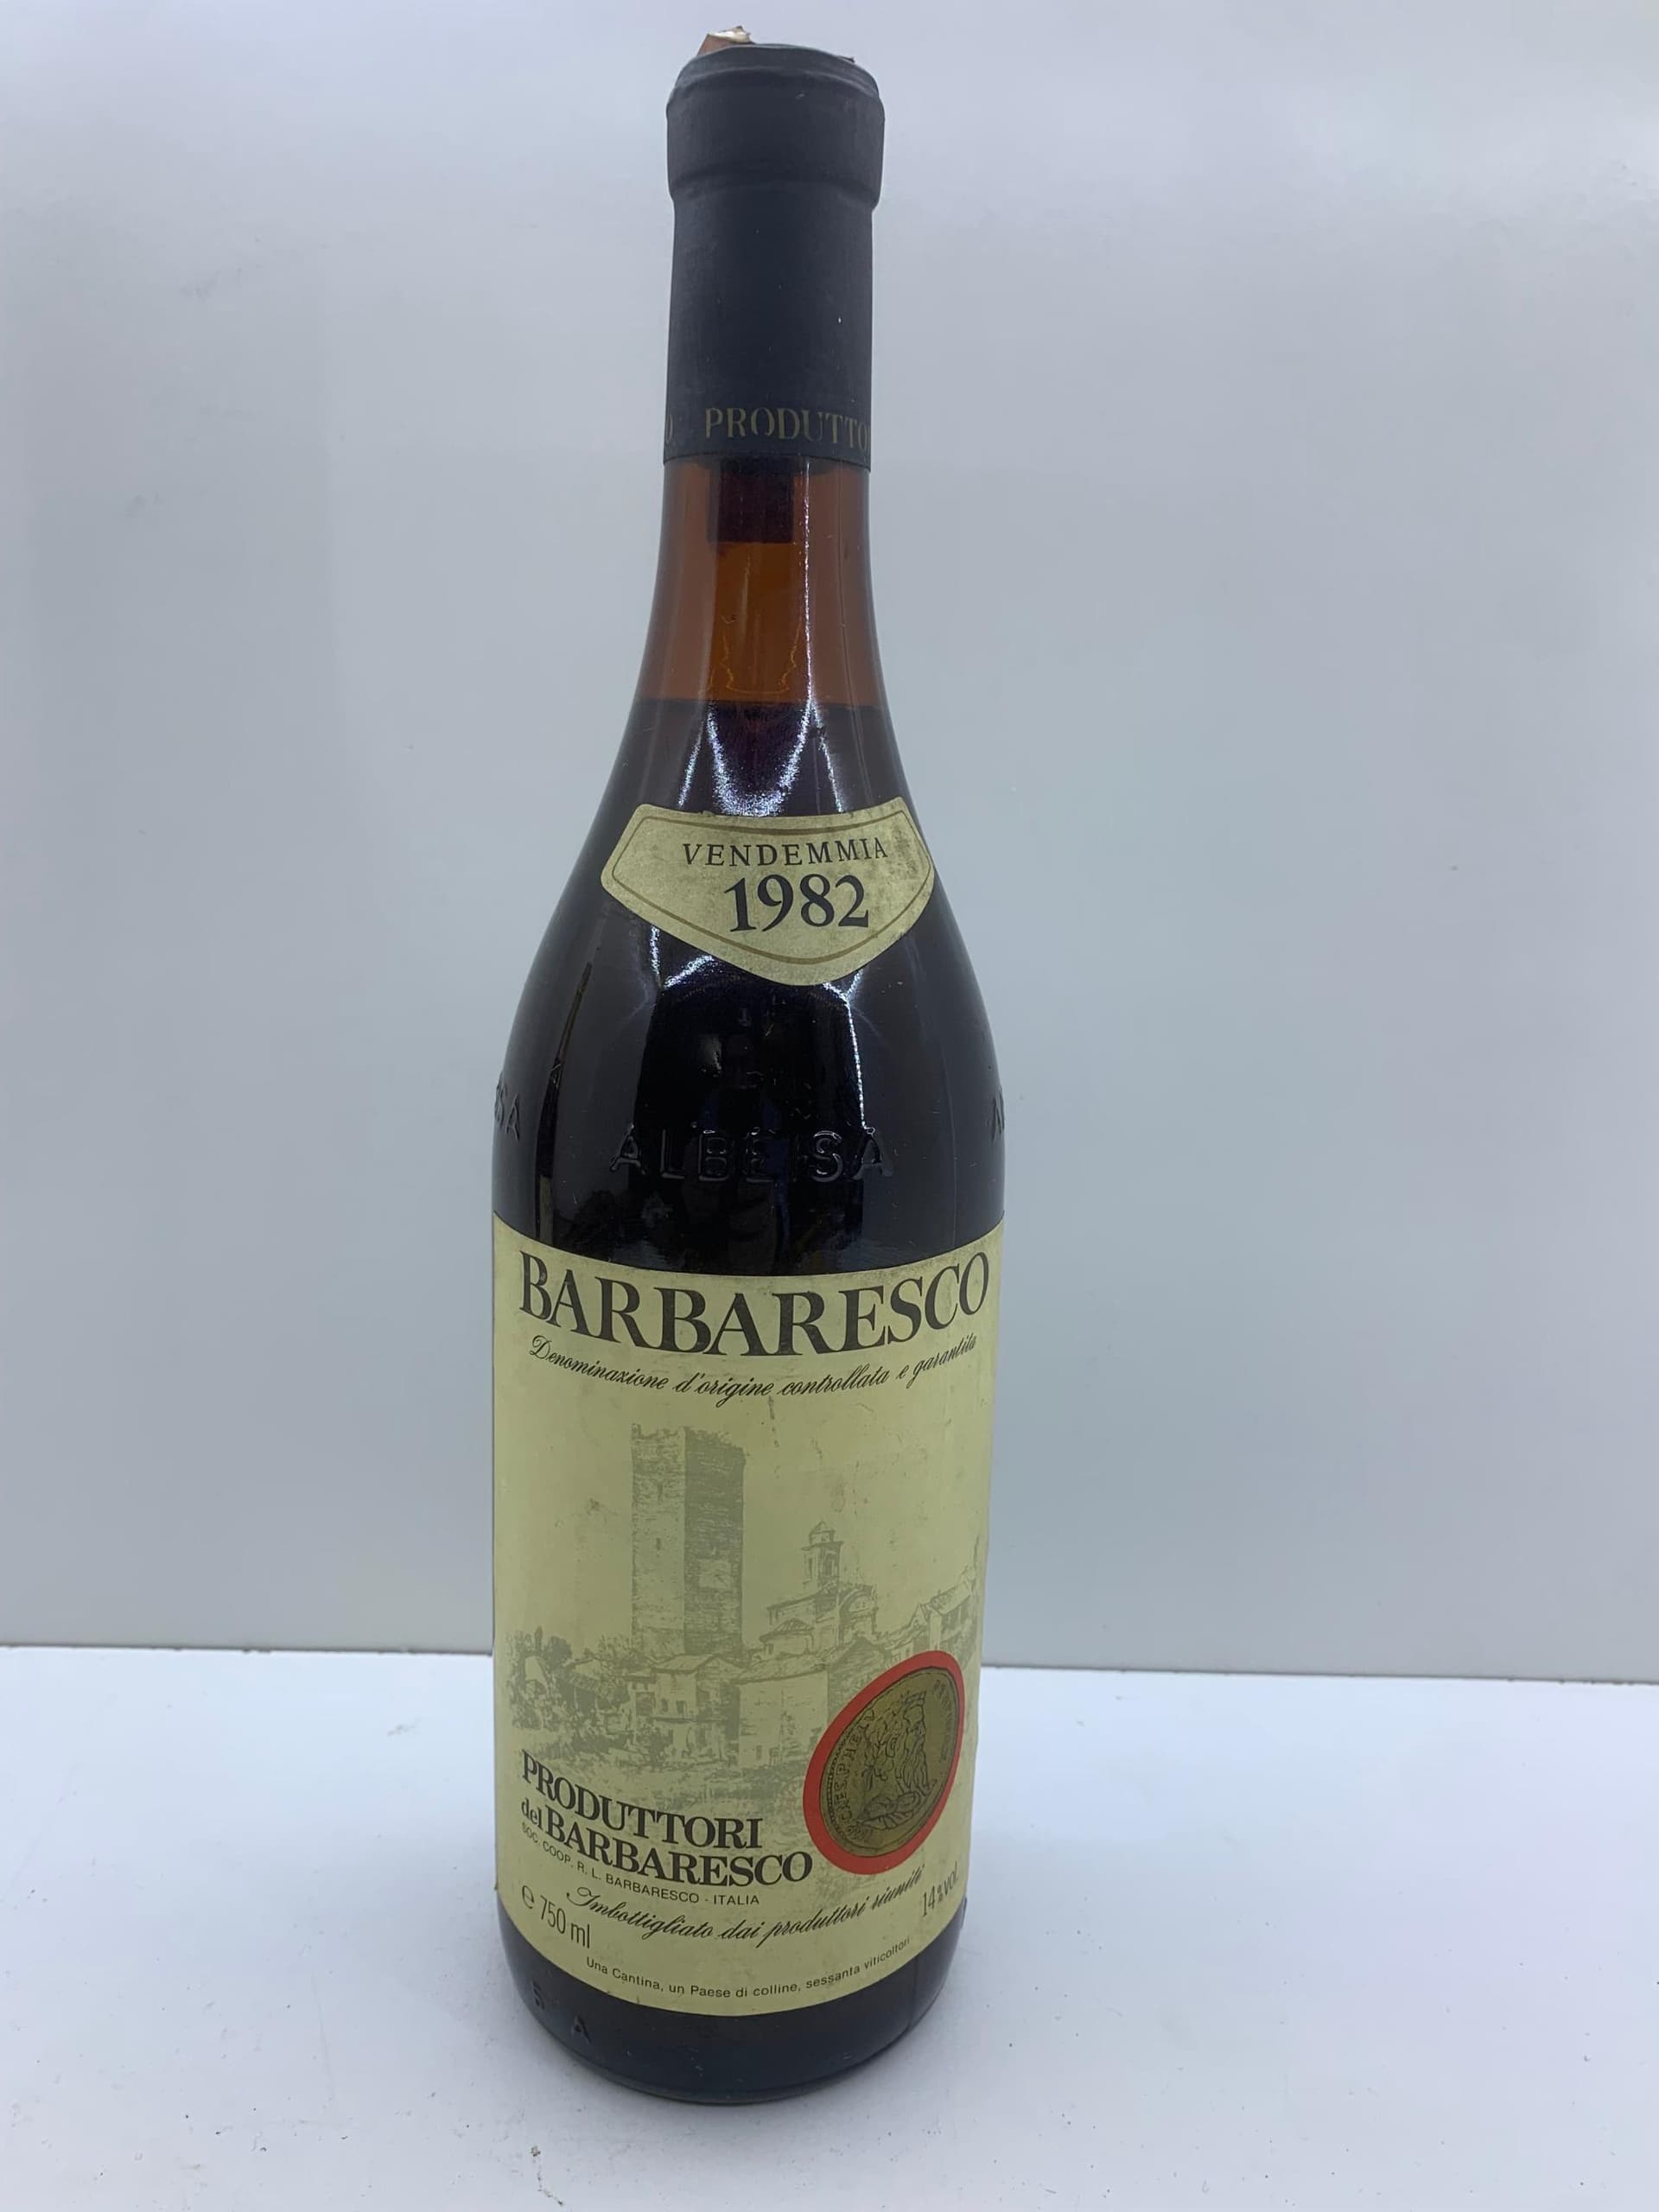 PRODUTTO
VENDEMMIA
1982
ALBEISA
BARBARESCO
Denominazione d'origine controllata e garantita
PRODUTTORI
del BARBARESCO
SOC. COOP. R. L. BARBARESCO - ITALIA
Imbottigliato dai produttori riuniti
e 750 ml
14% vol.
Una Cantina, un Paese di colline, sessanta viticoltori